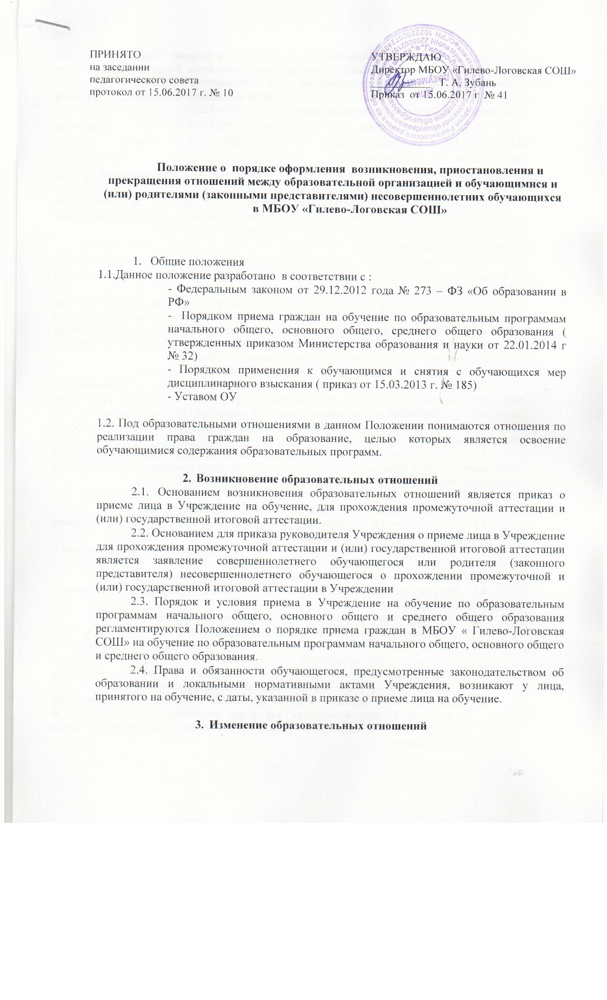 ПРИНЯТО
на заседании
педагогического совета
протокол от 15.06.2017 г. № 10
УТВЕРЖДАЮ
Директор МБОУ «Гилево-Логовская СОШ»
Т. А. Зубань
Приказ от 15.06.2017 г № 41
Положение о порядке оформления возникновения, приостановления и
прекращения отношений между образовательной организацией и обучающимися и
(или) родителями (законными представителями) несовершеннолетних обучающихся
в МБОУ «Гилево-Логовская СОШ»
1. Общие положения
1.1.Данное положение разработано в соответствии с :
- Федеральным законом от 29.12.2012 года № 273 – ФЗ «Об образовании в
РФ»
- Порядком приема граждан на обучение по образовательным программам
начального общего, основного общего, среднего общего образования (
утвержденных приказом Министерства образования и науки от 22.01.2014 г
№ 32)
- Порядком применения к обучающимся и снятия с обучающихся мер
дисциплинарного взыскания ( приказ от 15.03.2013 г. № 185)
- Уставом ОУ
1.2. Под образовательными отношениями в данном Положении понимаются отношения по
реализации права граждан на образование, целью которых является освоение
обучающимися содержания образовательных программ.
2. Возникновение образовательных отношений
2.1. Основанием возникновения образовательных отношений является приказ о
приеме лица в Учреждение на обучение, для прохождения промежуточной аттестации и
(или) государственной итоговой аттестации.
2.2. Основанием для приказа руководителя Учреждения о приеме лица в Учреждение
для прохождения промежуточной аттестации и (или) государственной итоговой аттестации
является заявление совершеннолетнего обучающегося или родителя (законного
представителя) несовершеннолетнего обучающегося о прохождении промежуточной и
(или) государственной итоговой аттестации в Учреждении
2.3. Порядок и условия приема в Учреждение на обучение по образовательным
программам начального общего, основного общего и среднего общего образования
регламентируются Положением о порядке приема граждан в МБОУ « Гилево-Логовская
СОШ» на обучение по образовательным программам начального общего, основного общего
и среднего общего образования.
2.4. Права и обязанности обучающегося, предусмотренные законодательством об
образовании и локальными нормативными актами Учреждения, возникают у лица,
принятого на обучение, с даты, указанной в приказе о приеме лица на обучение.
3. Изменение образовательных отношений